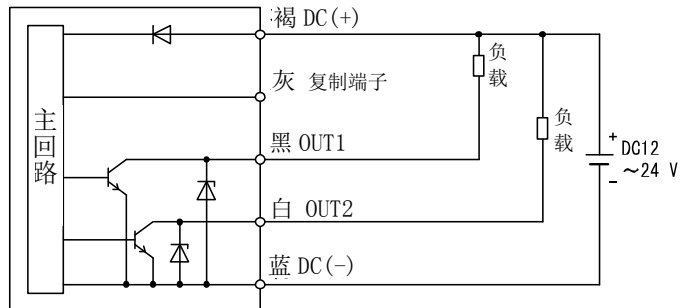 褐 DC(+)
灰 复制端子
黑 OUT1
白 OUT2
蓝 DC(-)
主回路
负载
负载
+
DC12
～24 V
-